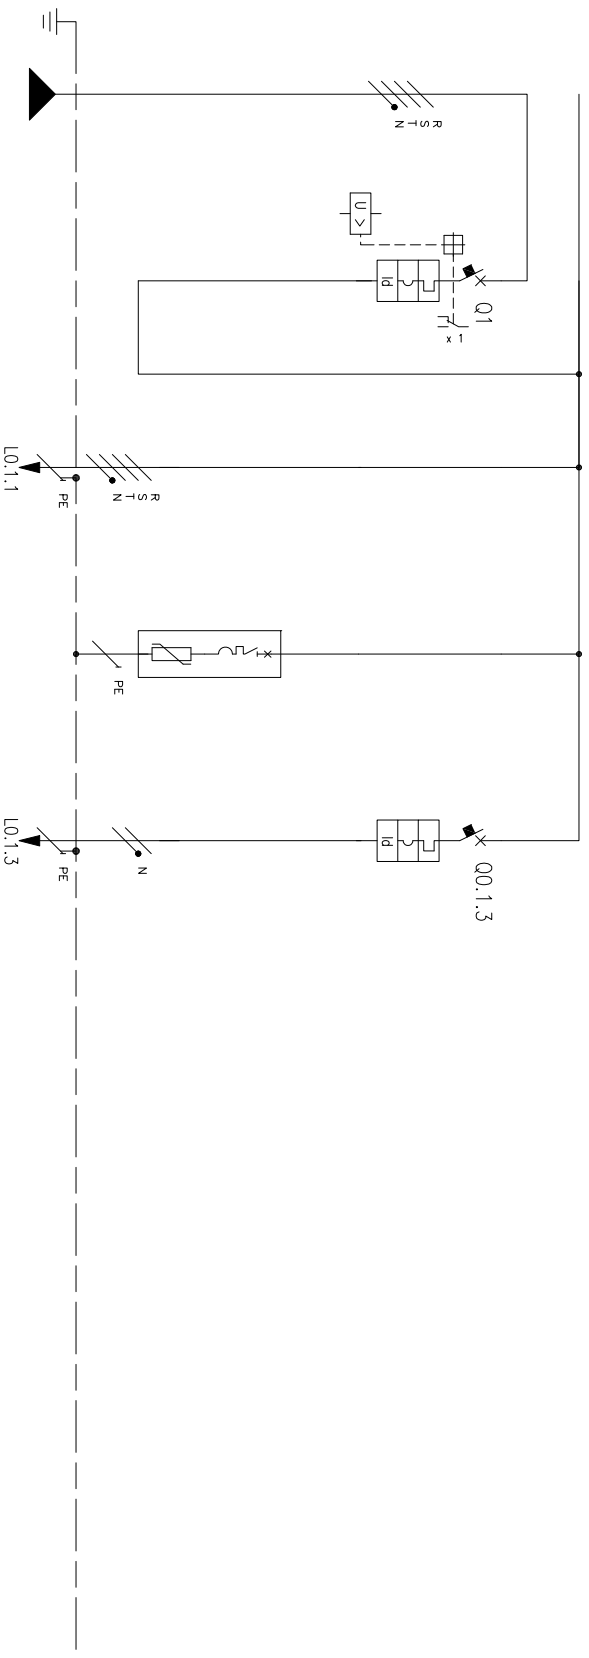 R S T N
U >
Id
Q1
x 1
L0.1.1
PE
R S T N
PE
L0.1.3
PE
N
Id
Q0.1.3